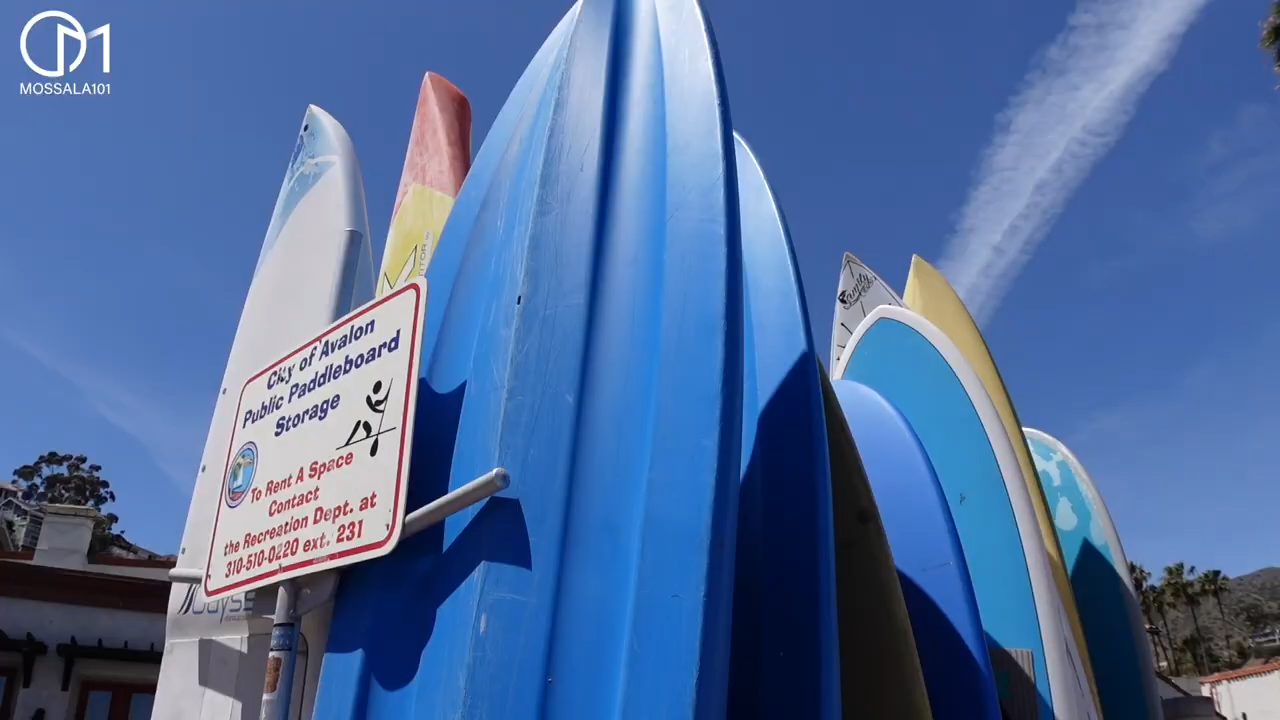 MOSSALA101
City of Avalon
Public Paddleboard
Storage
To Rent A Space
Contact
the Recreation Dept. at
310-510-0220 ext. 231
Family